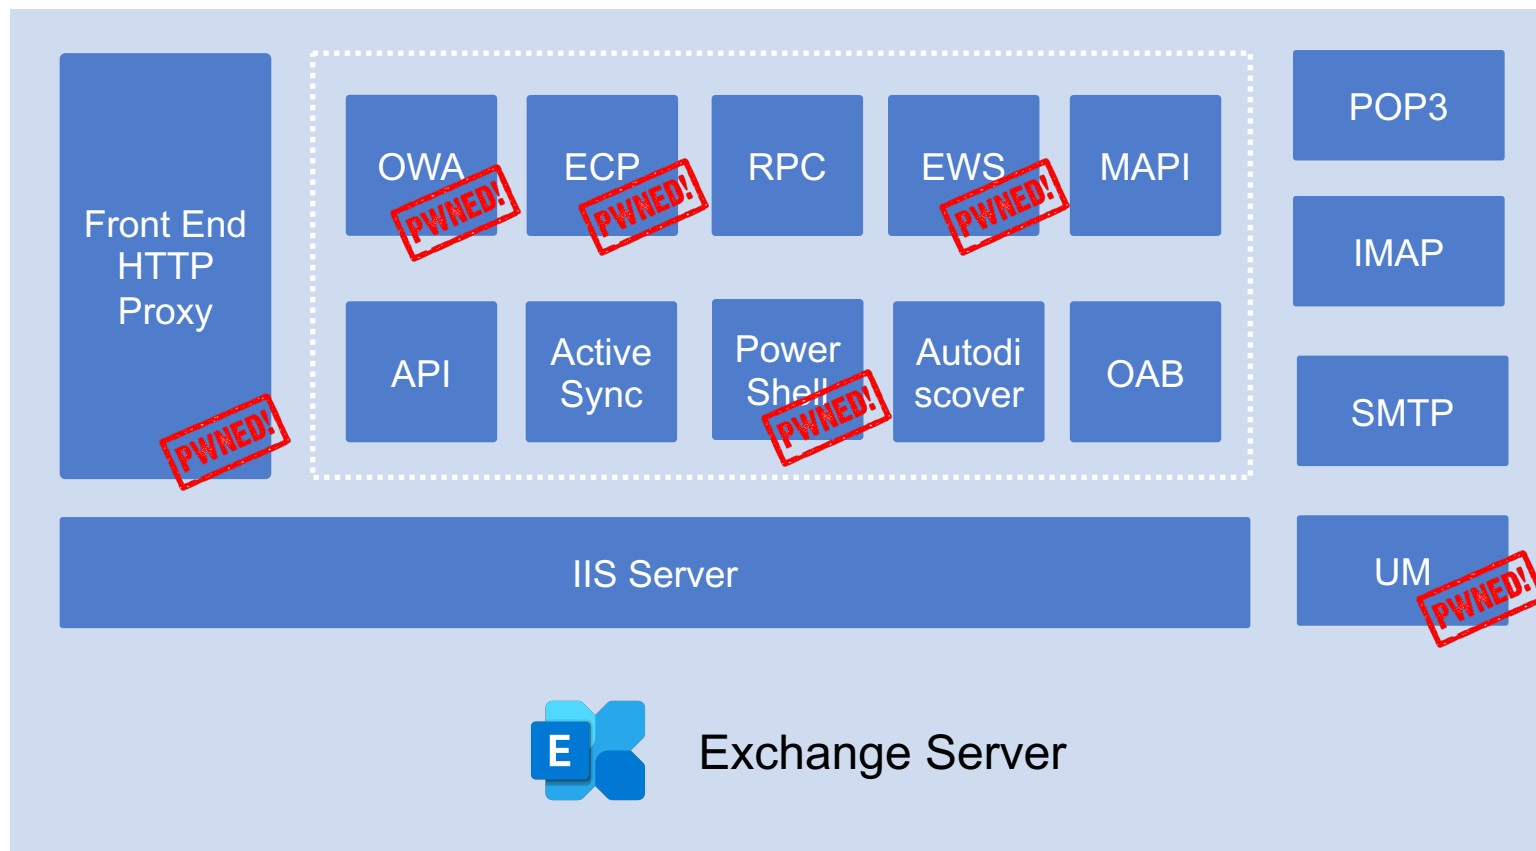 Front End
HTTP
Proxy
PWNED!
OWA
PWNED!
ECP
PWNED!
RPC
EWS
PWNED!
MAPI
API
Active
Sync
Power
Shell
PWNED!
Autodi
scover
OAB
POP3
IMAP
SMTP
UM
PWNED!
IIS Server
E
Exchange Server